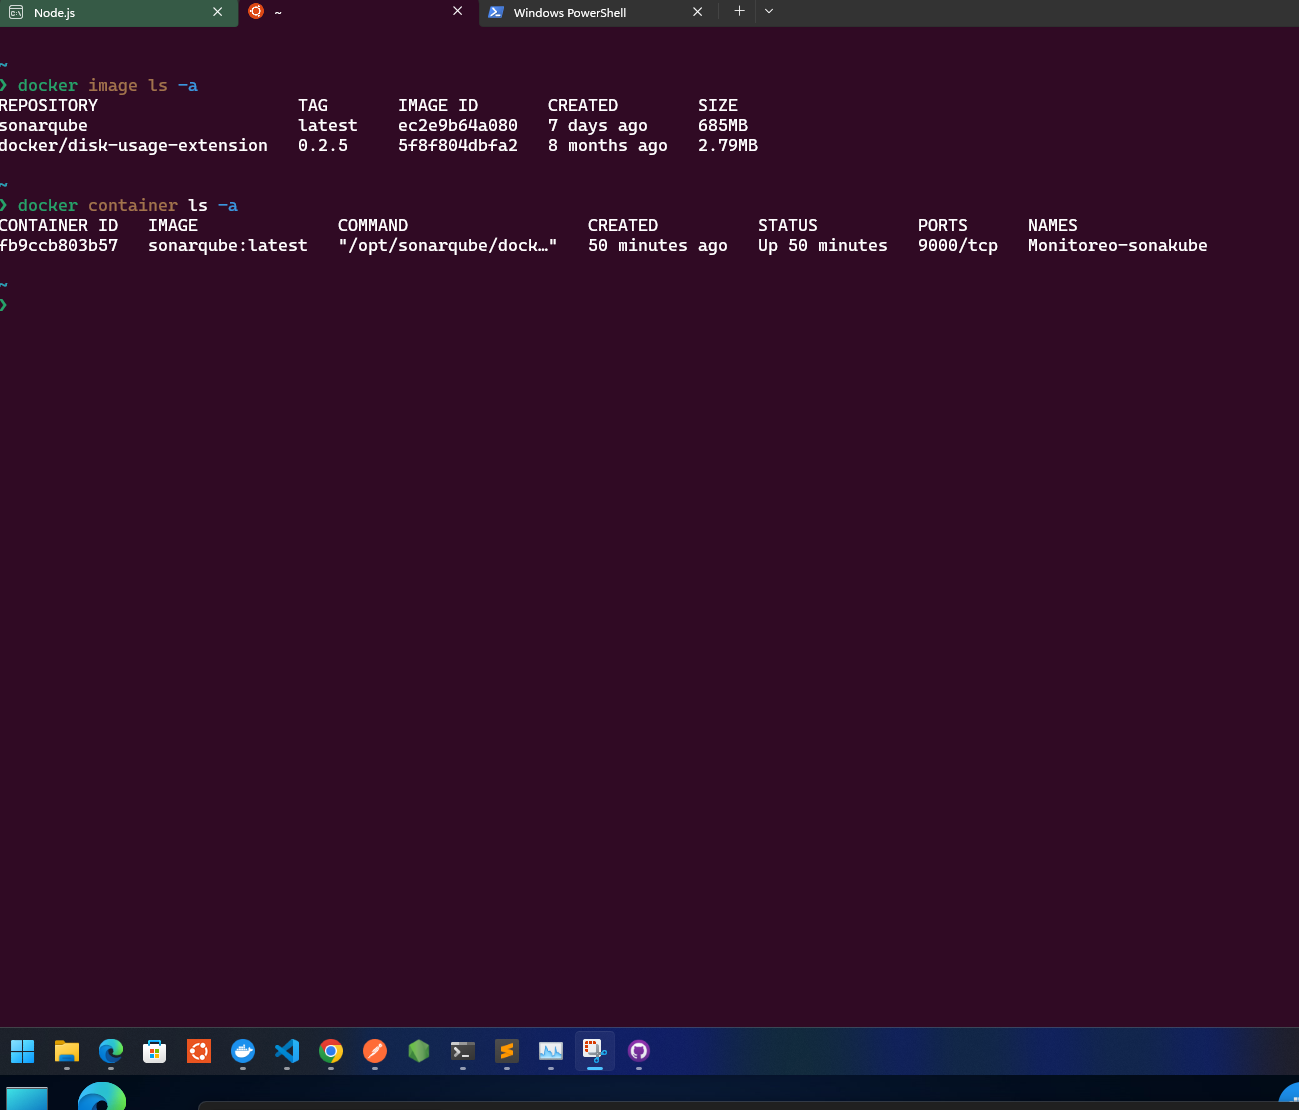 Node.js ~ Windows PowerShell
~
❯ docker image ls -a
REPOSITORY TAG IMAGE ID CREATED SIZE
sonarqube latest ec2e9b64a080 7 days ago 685MB
docker/disk-usage-extension 0.2.5 5f8f804dbfa2 8 months ago 2.79MB
~
❯ docker container ls -a
CONTAINER ID IMAGE COMMAND CREATED STATUS PORTS NAMES
fb9ccb803b57 sonarqube:latest "/opt/sonarqube/dock…" 50 minutes ago Up 50 minutes 9000/tcp Monitoreo-sonakube
~
❯